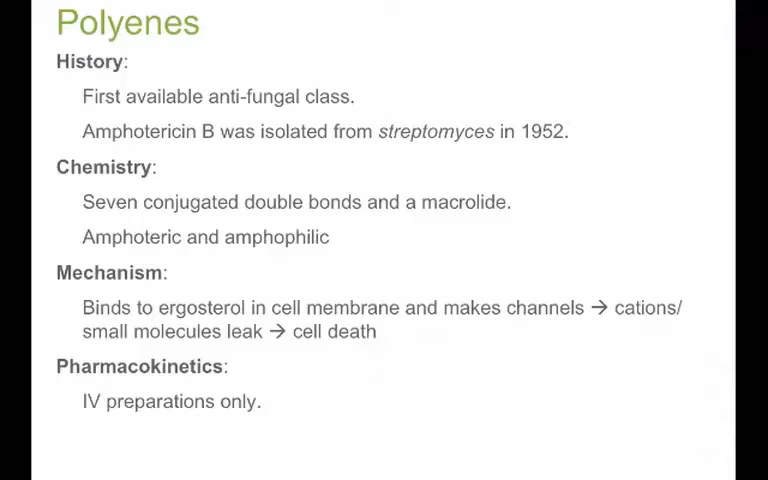 Polyenes
History:
First available anti-fungal class.
Amphotericin B was isolated from streptomyces in 1952.
Chemistry:
Seven conjugated double bonds and a macrolide.
Amphoteric and amphophilic
Mechanism:
Binds to ergosterol in cell membrane and makes channels → cations/
small molecules leak → cell death
Pharmacokinetics:
IV preparations only.